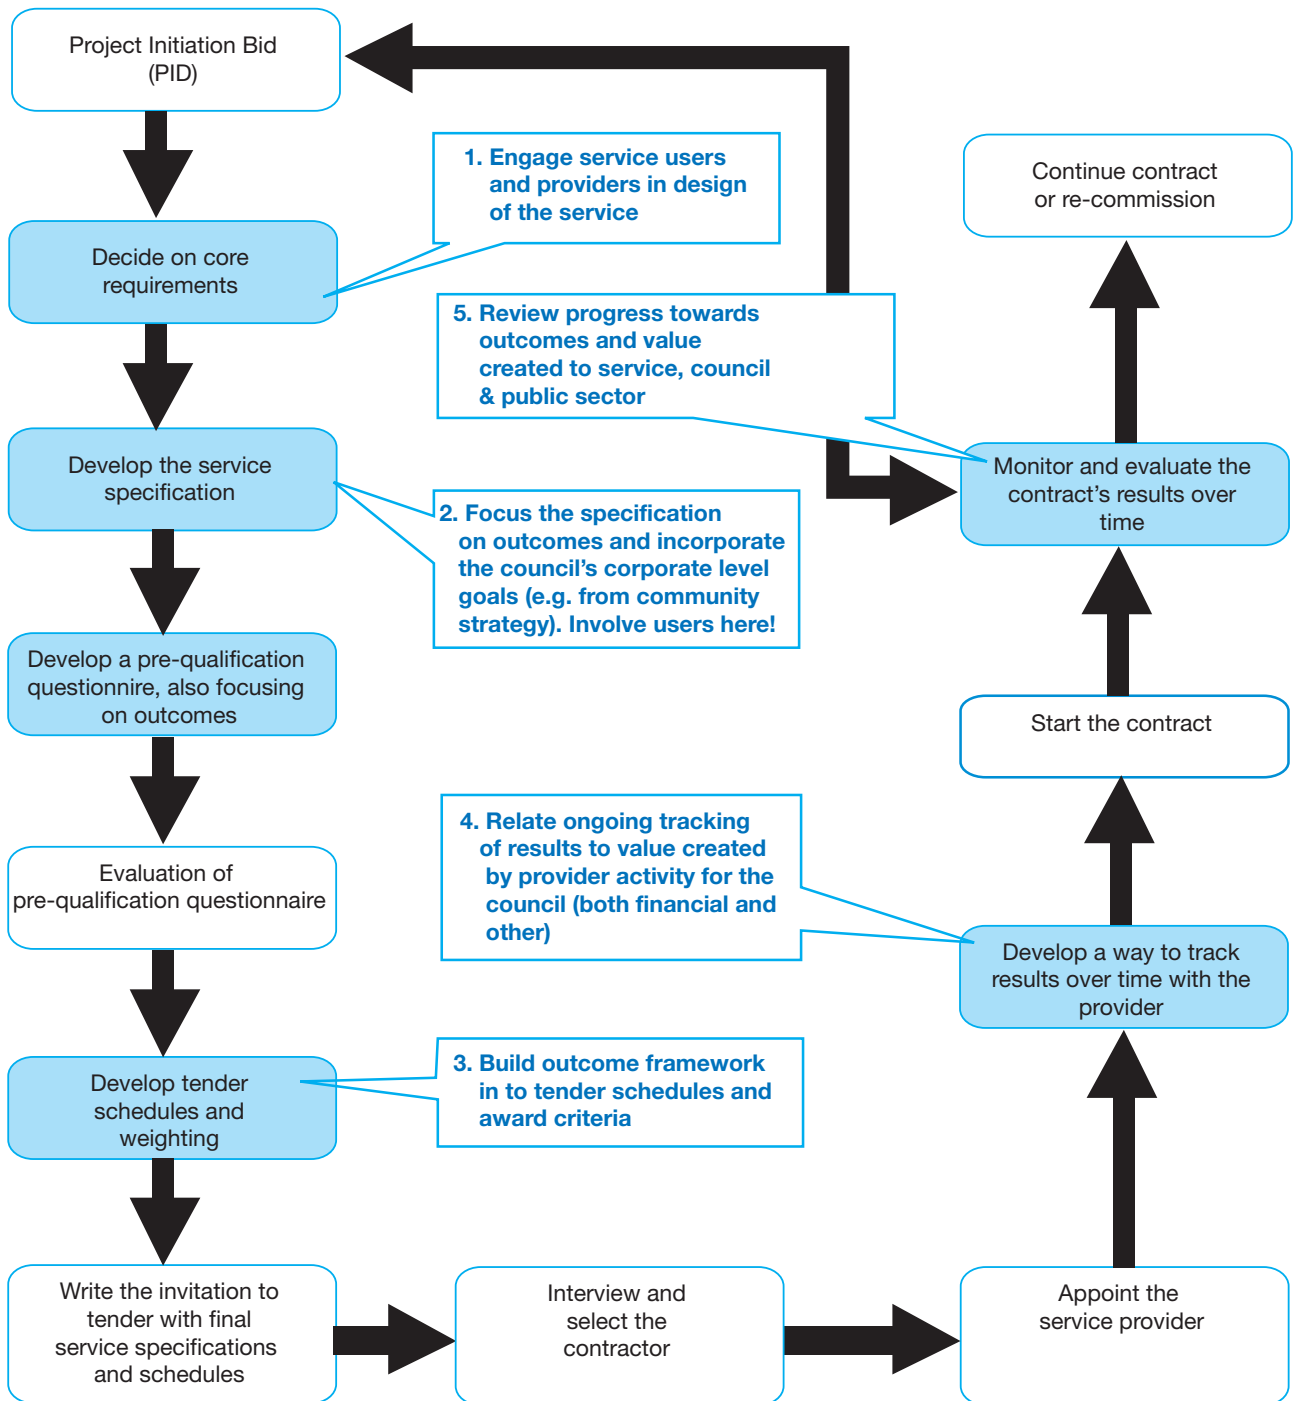 Project Initiation Bid
(PID)
1. Engage service users
and providers in design
of the service
Decide on core
requirements
Continue contract
or re-commission
5. Review progress towards
outcomes and value
created to service, council
& public sector
Develop the service
specification
Monitor and evaluate the
contract’s results over
time
2. Focus the specification
on outcomes and incorporate
the council’s corporate level
goals (e.g. from community
strategy). Involve users here!
Develop a pre-qualification
questionnire, also focusing
on outcomes
Start the contract
4. Relate ongoing tracking
of results to value created
by provider activity for the
council (both financial and
other)
Evaluation of
pre-qualification questionnaire
Develop a way to track
results over time with the
provider
3. Build outcome framework
in to tender schedules and
award criteria
Develop tender
schedules and
weighting
Write the invitation to
tender with final
service specifications
and schedules
Interview and
select the
contractor
Appoint the
service provider